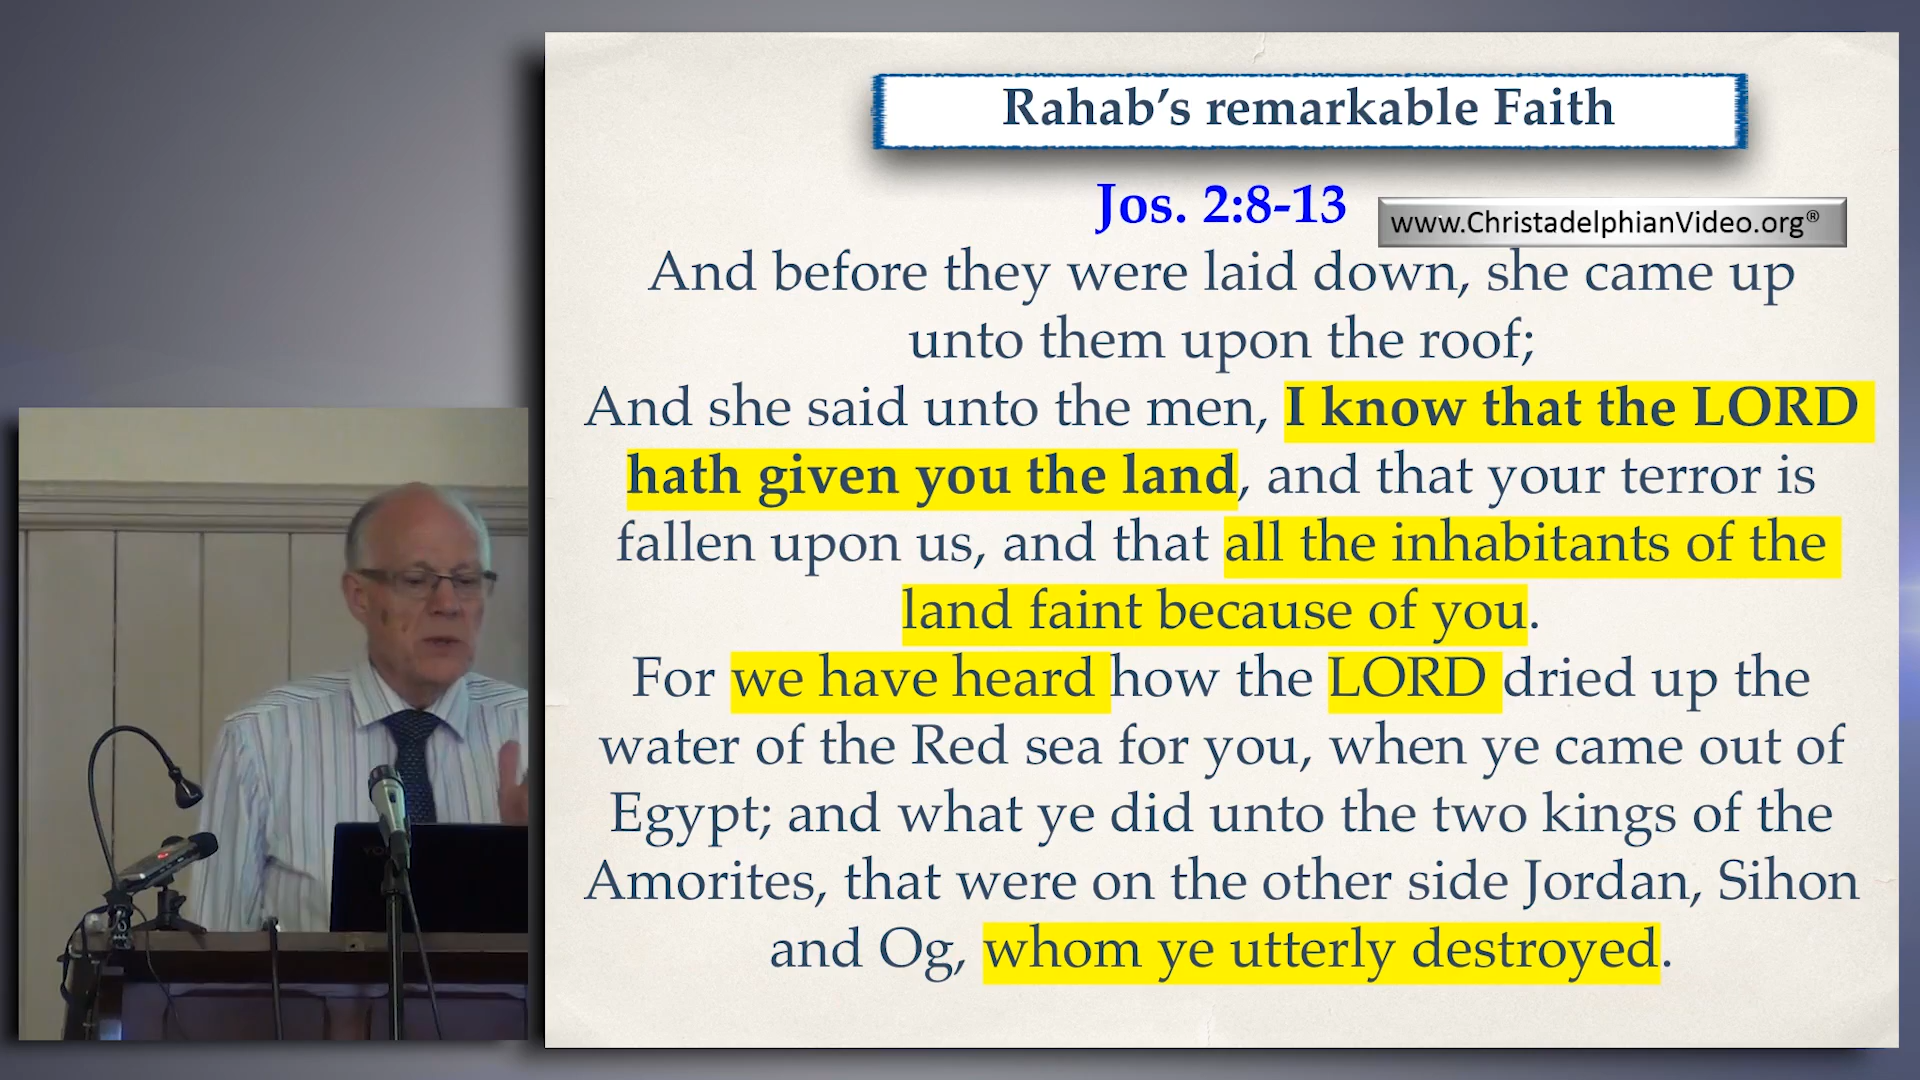 Rahab’s remarkable Faith
Jos. 2:8-13
www.ChristadelphianVideo.org®
And before they were laid down, she came up
unto them upon the roof;
And she said unto the men, I know that the LORD
hath given you the land, and that your terror is
fallen upon us, and that all the inhabitants of the
land faint because of you.
For we have heard how the LORD dried up the
water of the Red sea for you, when ye came out of
Egypt; and what ye did unto the two kings of the
Amorites, that were on the other side Jordan, Sihon
and Og, whom ye utterly destroyed.